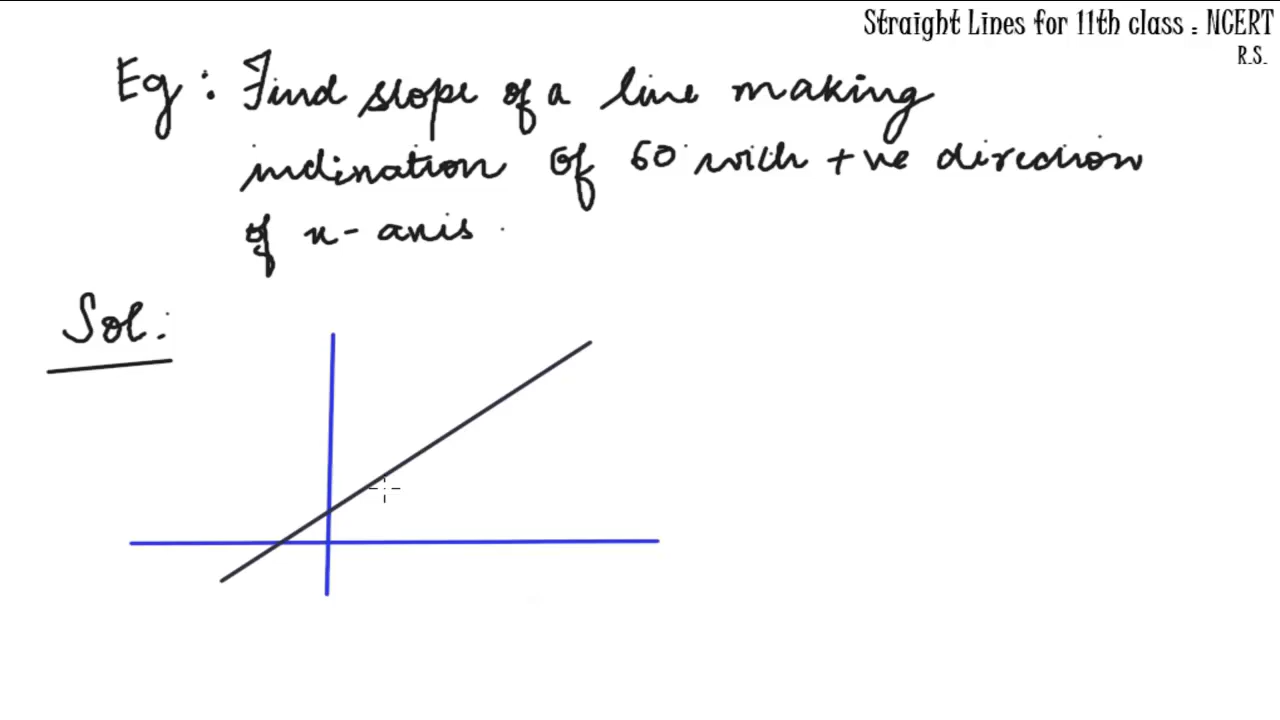 Straight Lines for 11th class : NCERT
R.S.
Eg : Find slope of a line making
inclination of 60° with +ve direction
of x-axis.
Sol: